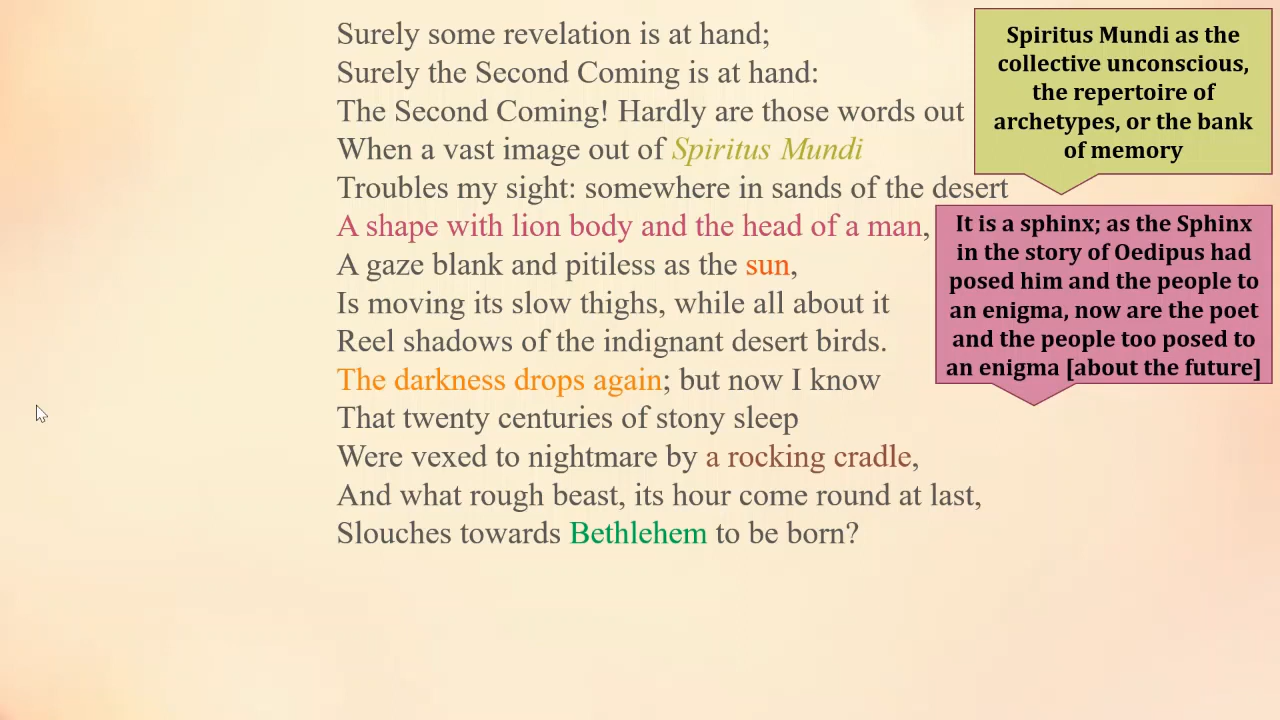 Surely some revelation is at hand;
Surely the Second Coming is at hand:
The Second Coming! Hardly are those words out
When a vast image out of Spiritus Mundi
Troubles my sight: somewhere in sands of the desert
A shape with lion body and the head of a man,
A gaze blank and pitiless as the sun,
Is moving its slow thighs, while all about it
Reel shadows of the indignant desert birds.
The darkness drops again; but now I know
That twenty centuries of stony sleep
Were vexed to nightmare by a rocking cradle,
And what rough beast, its hour come round at last,
Slouches towards Bethlehem to be born?
Spiritus Mundi as the
collective unconscious,
the repertoire of
archetypes, or the bank
of memory
It is a sphinx; as the Sphinx
in the story of Oedipus had
posed him and the people to
an enigma, now are the poet
and the people too posed to
an enigma [about the future]